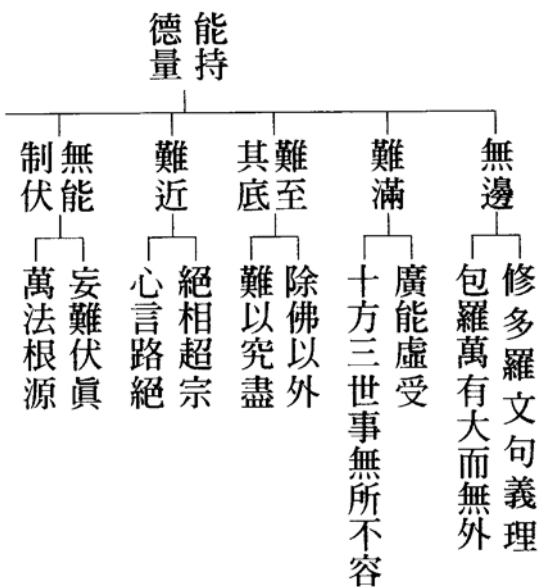 能持
德量
無邊
修多羅文句義理
包羅萬有大而無外
難滿
廣能虛受
十方三世事無所不容
難至
其底
除佛以外
難以究盡
難近
絕相超宗
心言路絕
無能
制伏
妄難伏眞
萬法根源